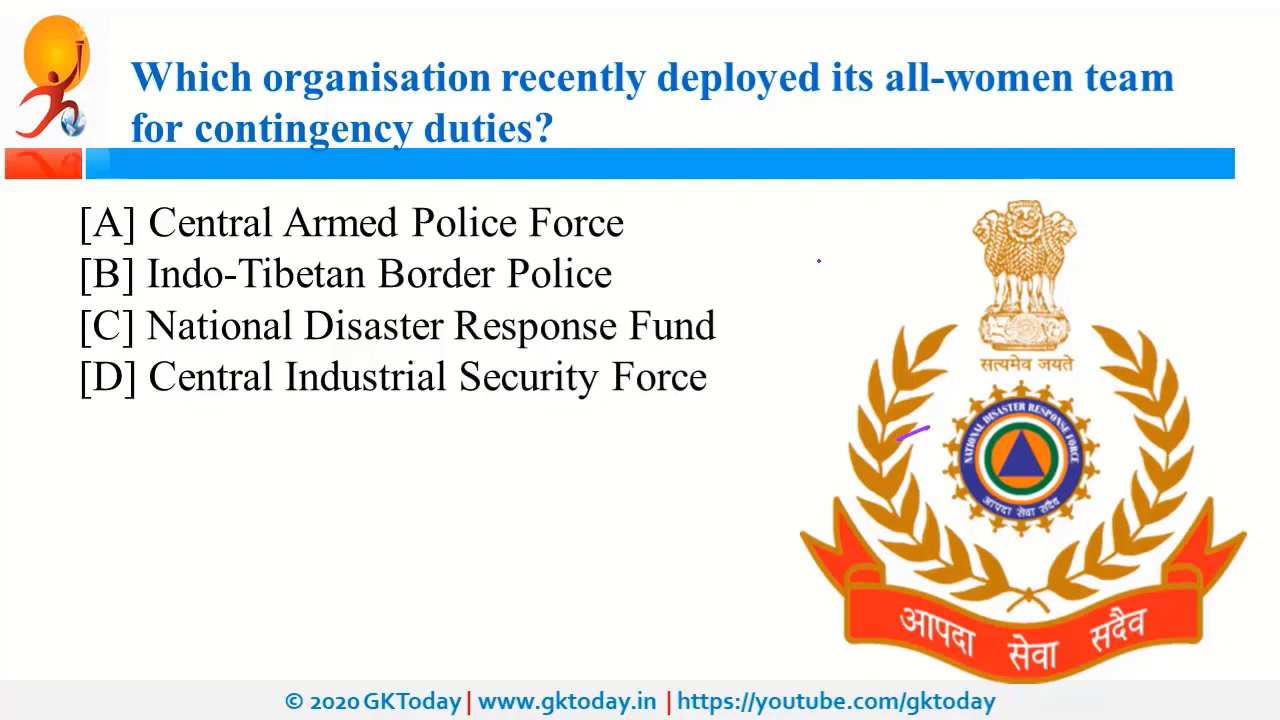 Which organisation recently deployed its all-women team
for contingency duties?
[A] Central Armed Police Force
[B] Indo-Tibetan Border Police
[C] National Disaster Response Fund
[D] Central Industrial Security Force
सत्यमेव जयते
NATIONAL DISASTER RESPONSE FORCE
आपदा सेवा सदैव
आपदा सेवा सदैव
© 2020 GKToday | www.gktoday.in | https://youtube.com/gktoday